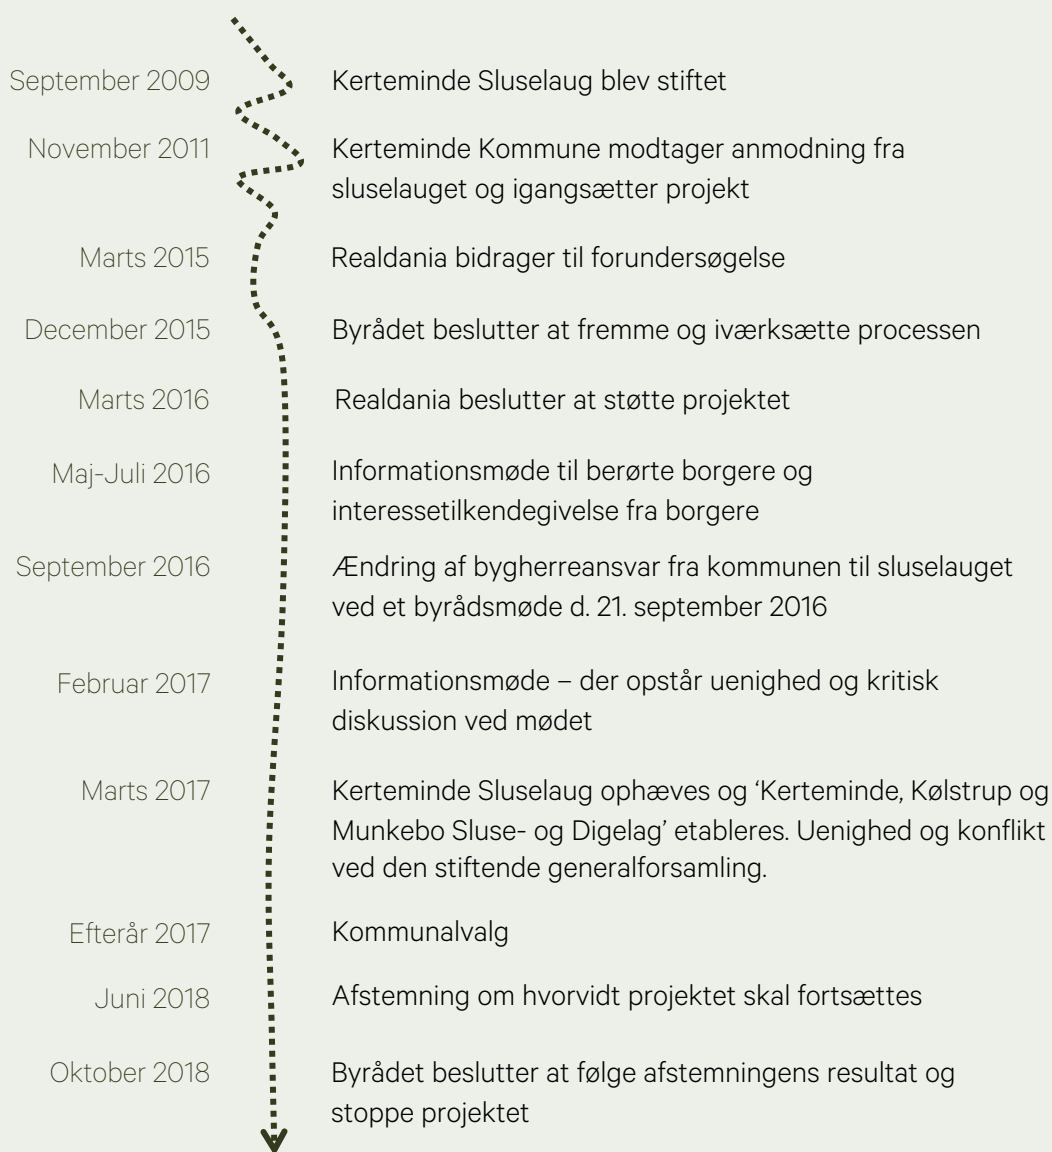 September 2009
Kerteminde Sluselaug blev stiftet
November 2011
Kerteminde Kommune modtager anmodning fra
sluselauget og igangsætter projekt
Marts 2015
Realdania bidrager til forundersøgelse
December 2015
Byrådet beslutter at fremme og iværksætte processen
Marts 2016
Realdania beslutter at støtte projektet
Maj-Juli 2016
Informationsmøde til berørte borgere og
interessetilkendegivelse fra borgere
September 2016
Ændring af bygherreansvar fra kommunen til sluselauget
ved et byrådsmøde d. 21. september 2016
Februar 2017
Informationsmøde – der opstår uenighed og kritisk
diskussion ved mødet
Marts 2017
Kerteminde Sluselaug ophæves og ‘Kerteminde, Kølstrup og
Munkebo Sluse- og Digelag’ etableres. Uenighed og konflikt
ved den stiftende generalforsamling.
Efterår 2017
Kommunalvalg
Juni 2018
Afstemning om hvorvidt projektet skal fortsættes
Oktober 2018
Byrådet beslutter at følge afstemningens resultat og
stoppe projektet